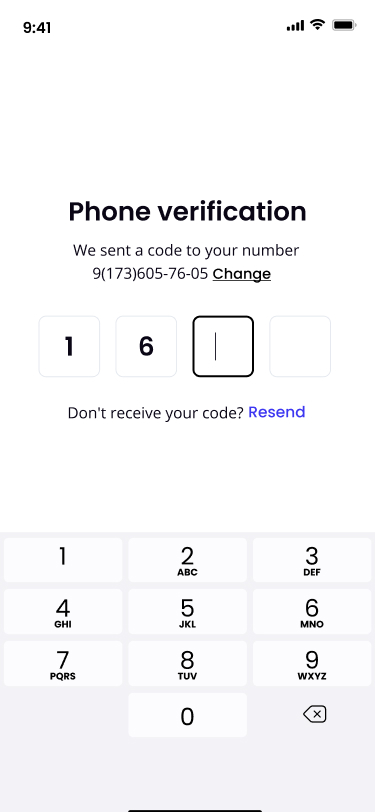 9:41
Phone verification
We sent a code to your number
9(173)605-76-05 Change
1 6
Don't receive your code? Resend
1 2 3
ABC DEF
4 5 6
GHI JKL MNO
7 8 9
PQRS TUV WXYZ
0